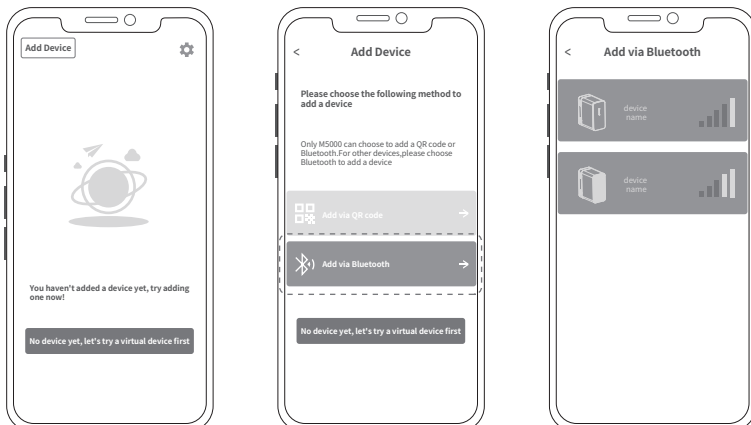 Add Device
You haven't added a device yet, try adding
one now!
No device yet, let's try a virtual device first
<
Add Device
Please choose the following method to
add a device
Only M5000 can choose to add a QR code or
Bluetooth.For other devices,please choose
Bluetooth to add a device
Add via QR code
Add via Bluetooth
No device yet, let's try a virtual device first
<
Add via Bluetooth
device
name
device
name